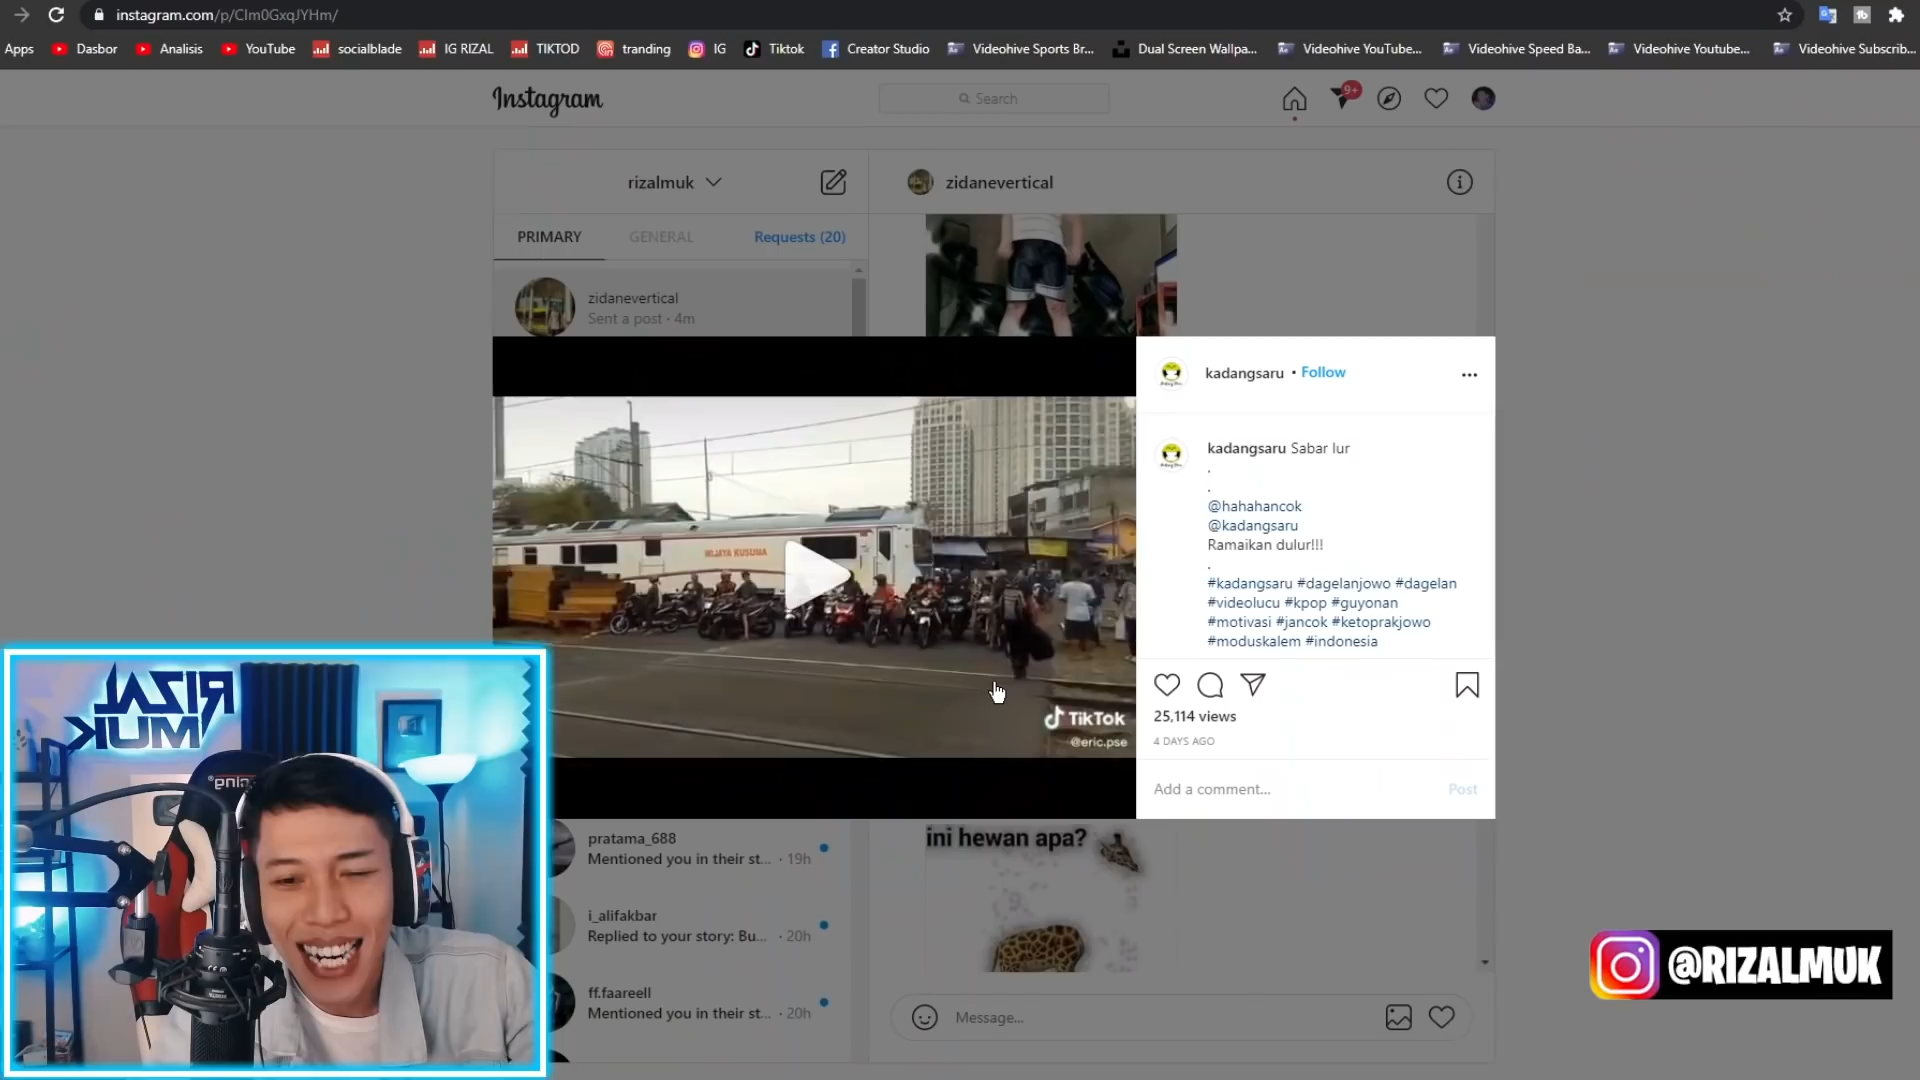 instagram.com/p/CIm0GxqJYHm/
Apps Dasbor Analisis YouTube socialblade IG RIZAL TIKTOD tranding IG Tiktok Creator Studio Videohive Sports Br... Dual Screen Wallpa... Videohive YouTube... Videohive Speed Ba... Videohive Youtube... Videohive Subscrib...
Instagram
Search
9+
rizalmuk
zidanevertical
PRIMARY GENERAL Requests (20)
zidanevertical
Sent a post · 4m
kadangsaru • Follow
kadangsaru Sabar lur
.
.
@hahahancok
@kadangsaru
Ramaikan dulur!!!
.
#kadangsaru #dagelanjowo #dagelan
#videolucu #kpop #guyonan
#motivasi #jancok #ketoprakjowo
#moduskalem #indonesia
WIJAYA KUSUMA
TikTok
@eric.pse
25,114 views
4 DAYS AGO
Add a comment... Post
RIZAL
MUK
pratama_688
Mentioned you in their st... · 19h
i_alifakbar
Replied to your story: Bu... · 20h
ff.faareell
Mentioned you in their st... · 20h
ini hewan apa?
Message...
@RIZALMUK